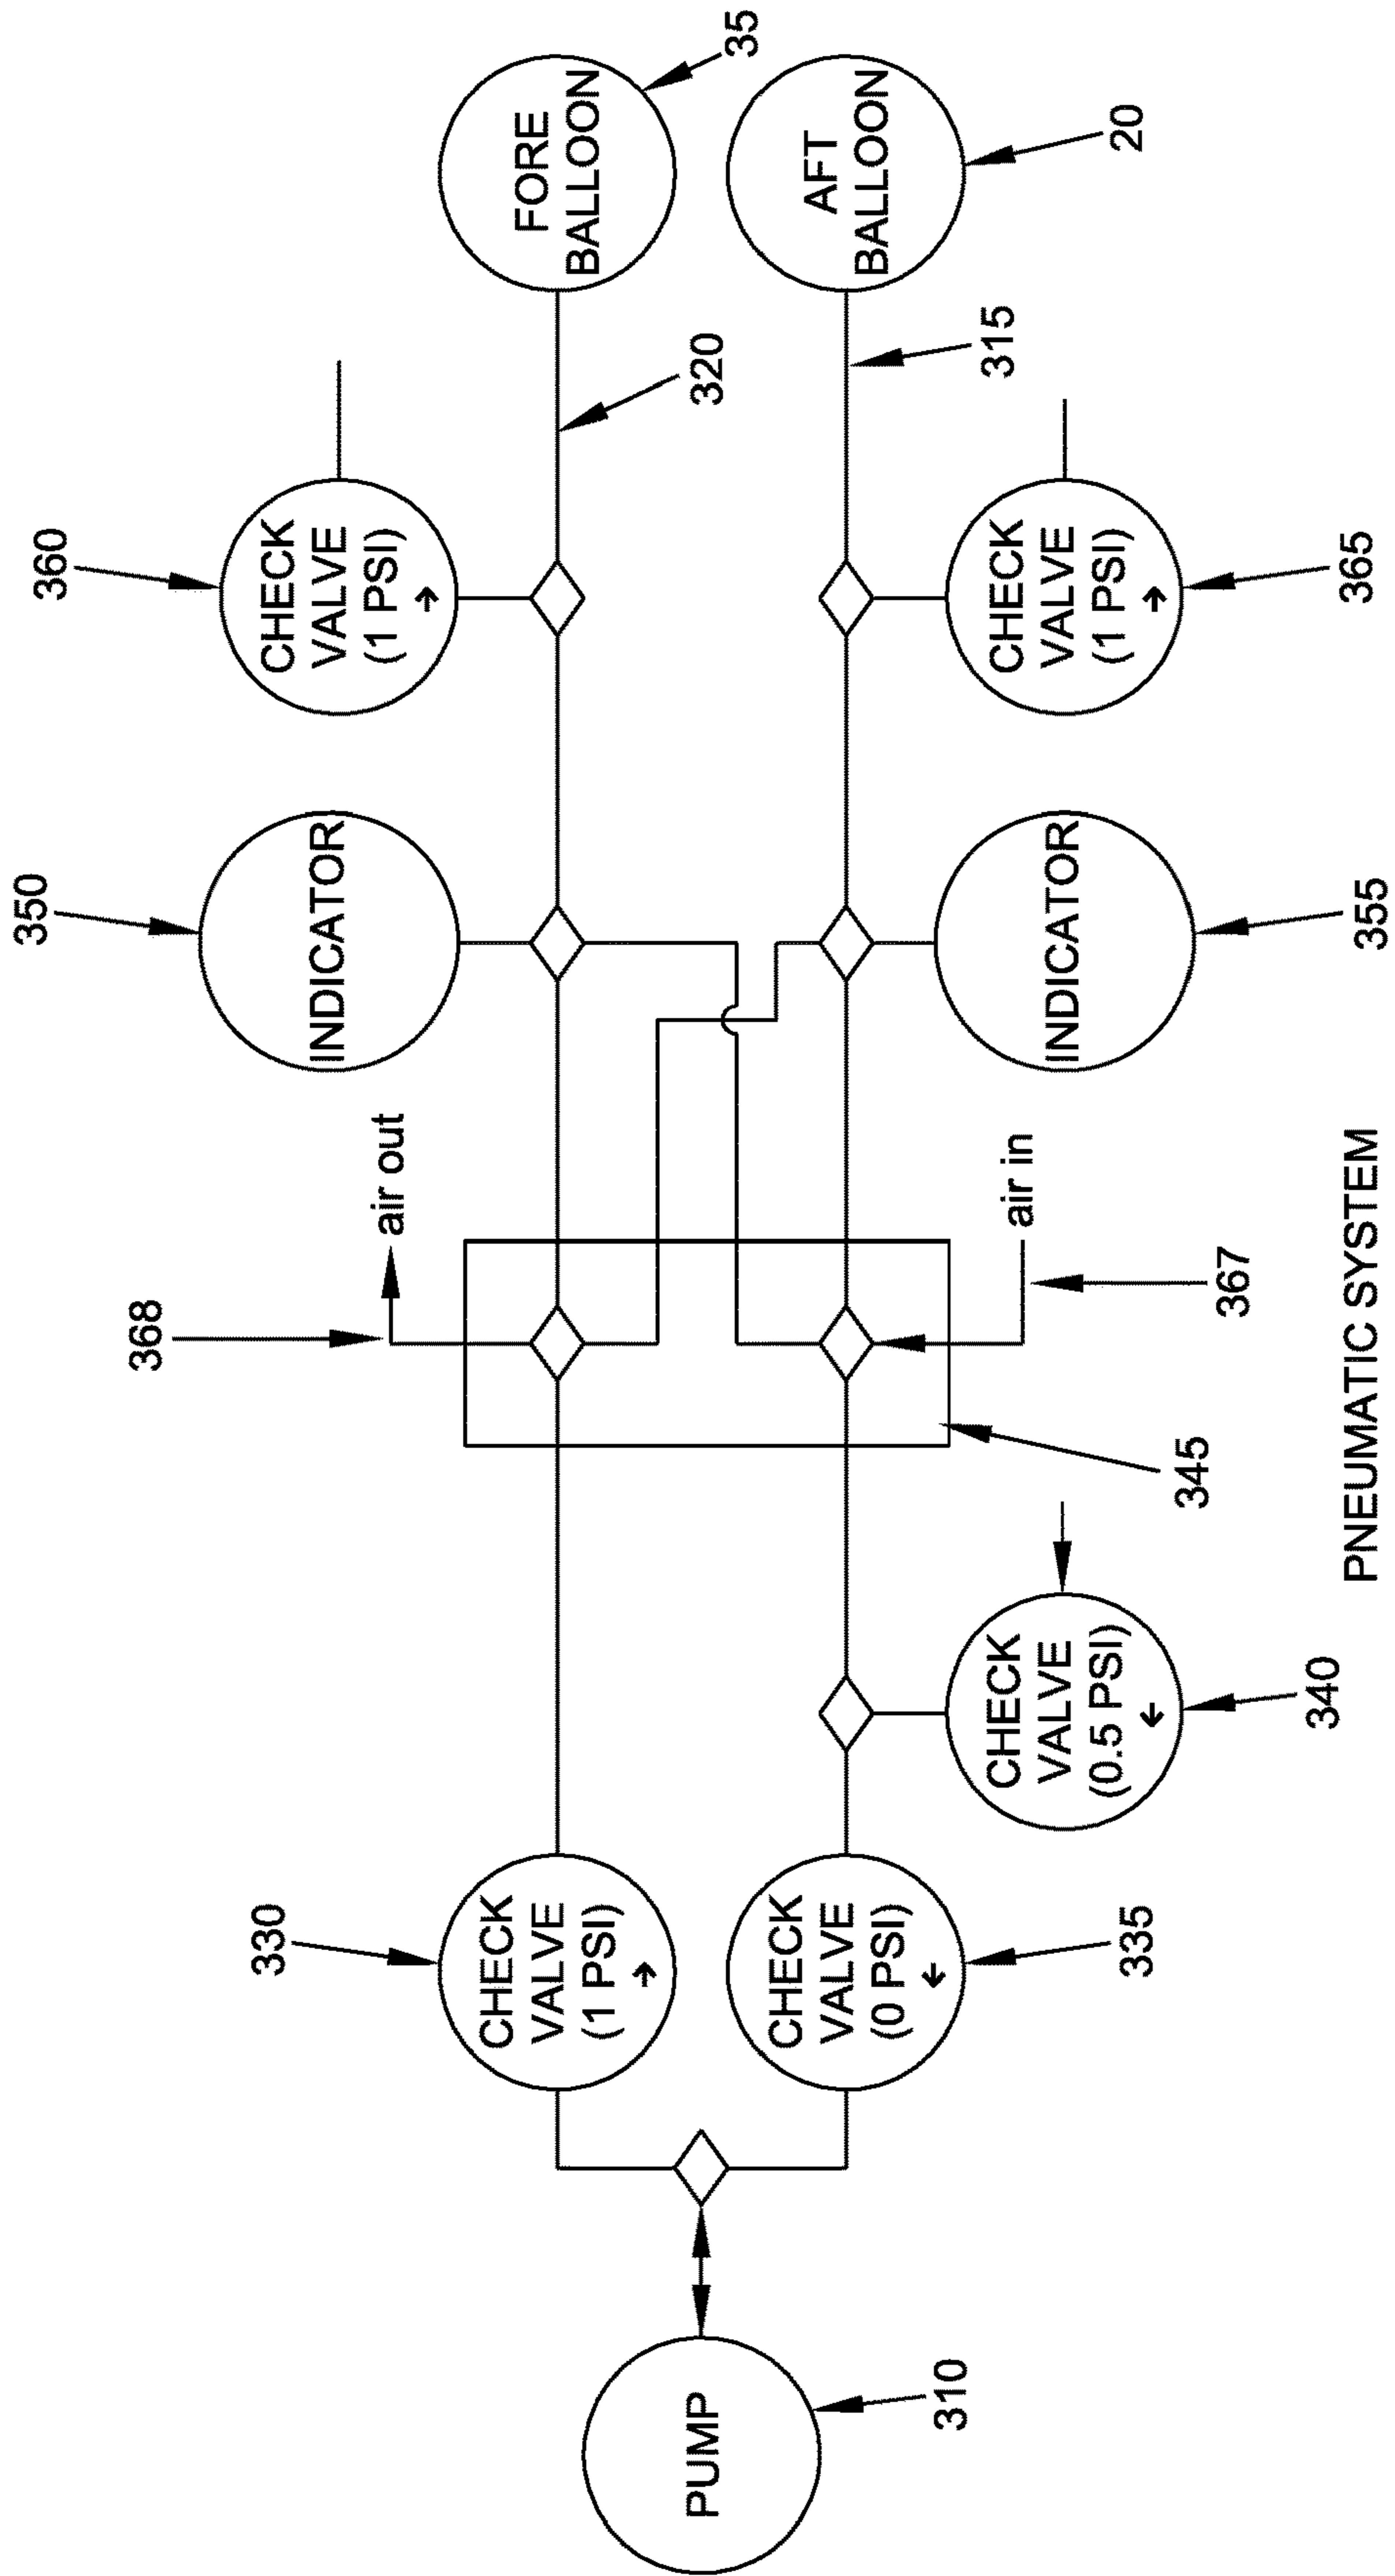 350
360
368
air out
INDICATOR
CHECK
VALVE
(1 PSI)
330
CHECK
VALVE
(1 PSI)
FORE
BALLOON
35
320
PUMP
310
CHECK
VALVE
(0 PSI)
335
AFT
BALLOON
20
315
CHECK
VALVE
(0.5 PSI)
340
345
air in
367
INDICATOR
355
CHECK
VALVE
(1 PSI)
365
PNEUMATIC SYSTEM